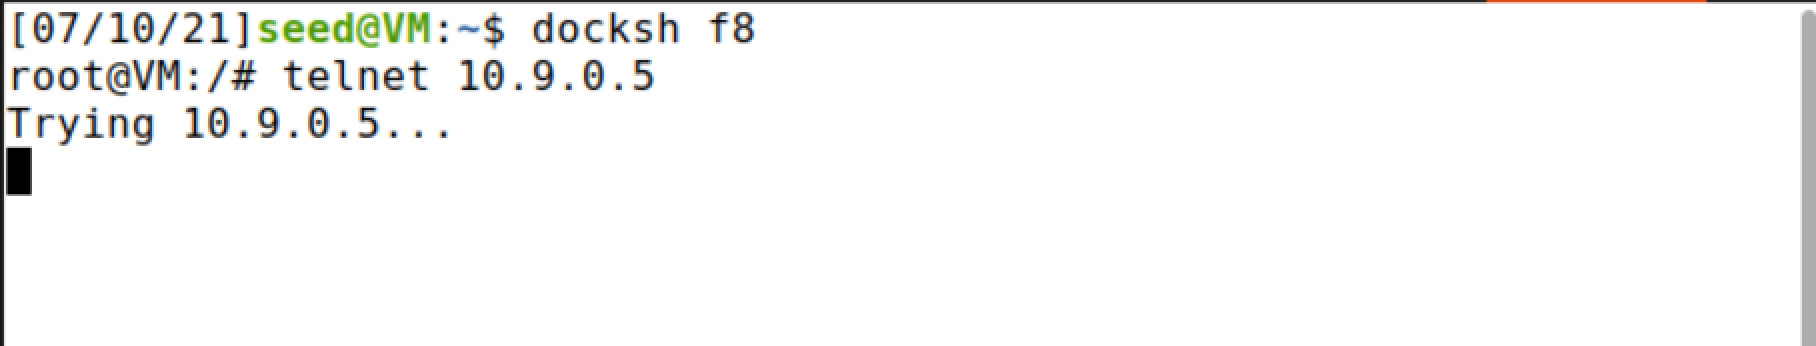 [07/10/21]seed@VM:~$ docksh f8
root@VM:/# telnet 10.9.0.5
Trying 10.9.0.5...